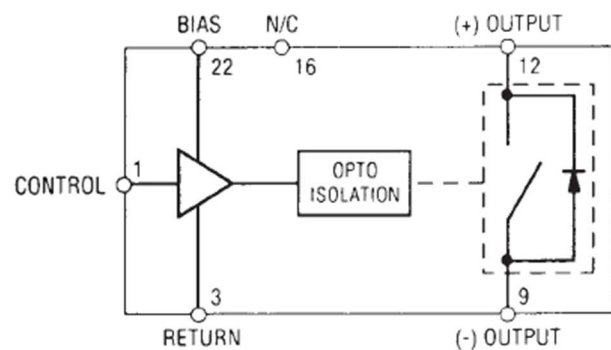 BIAS N/C (+) OUTPUT
22 16 12
1
CONTROL
OPTO
ISOLATION
3 9
RETURN (-) OUTPUT